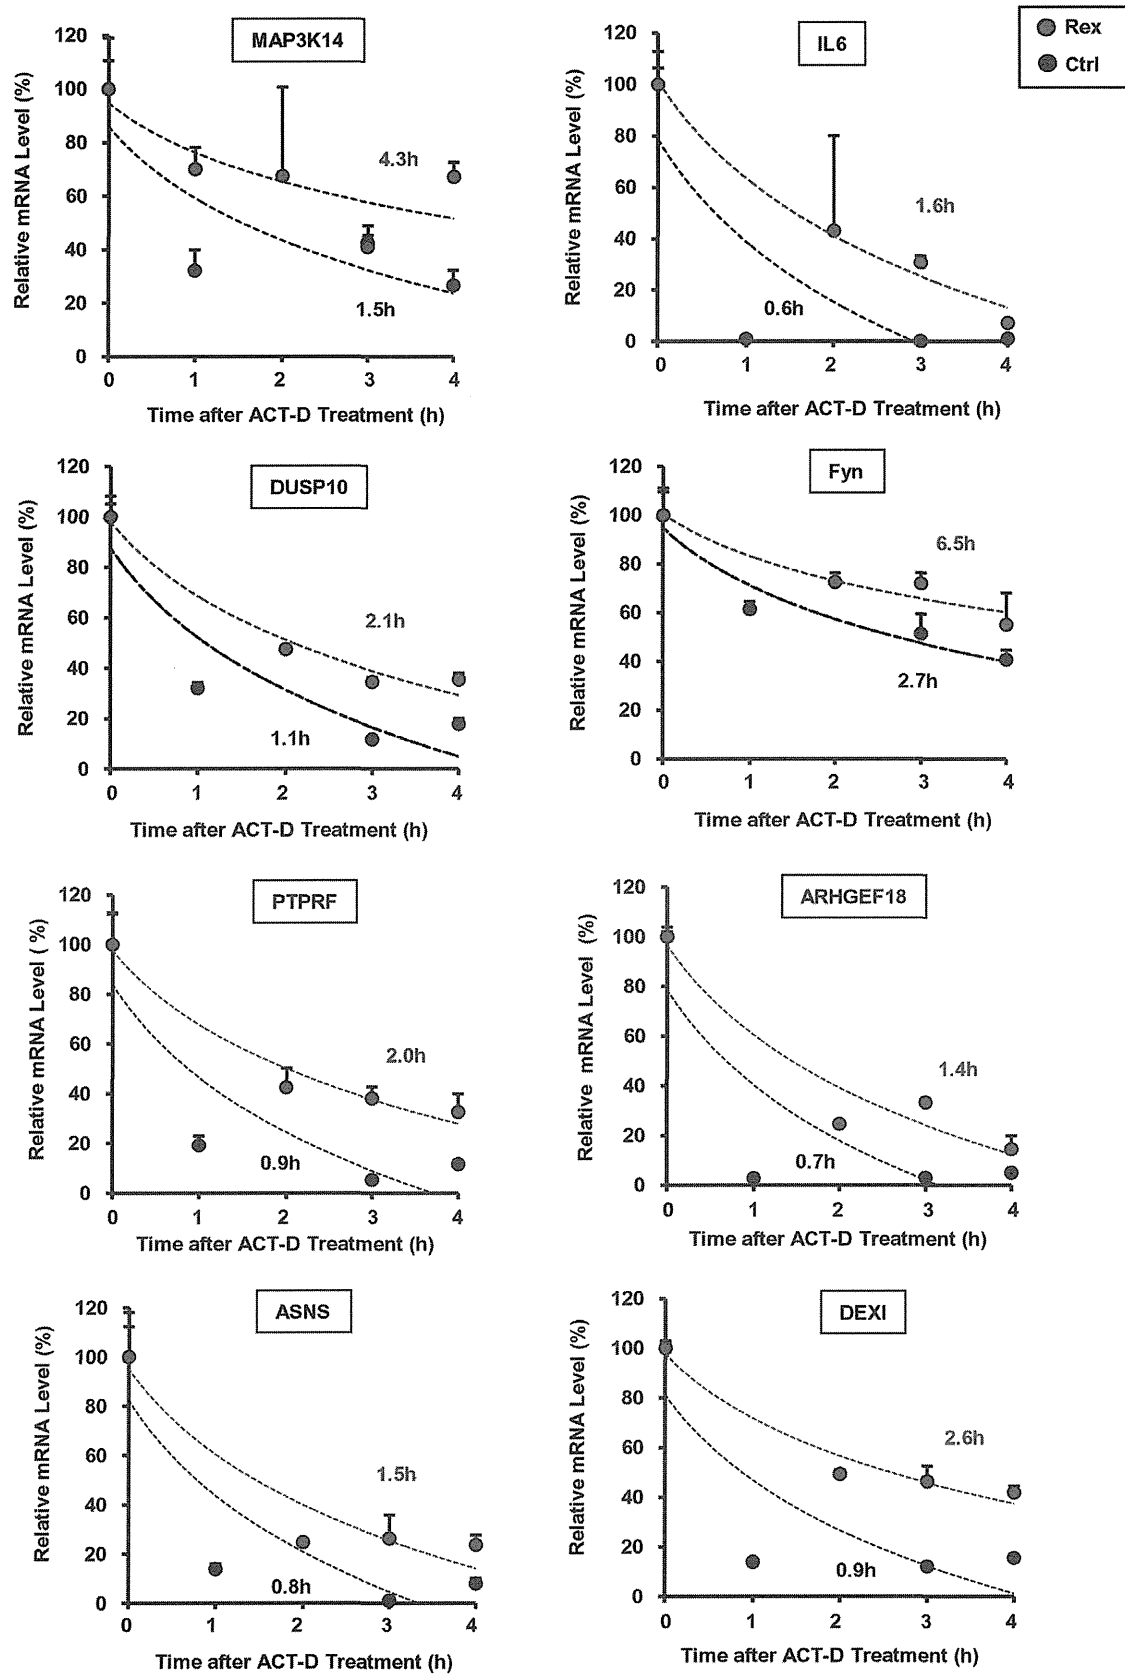 Rex
Ctrl
MAP3K14
Relative mRNA Level (%)
120
100
80
60
40
20
0
4.3h
1.5h
0 1 2 3 4
Time after ACT-D Treatment (h)
IL6
Relative mRNA Level (%)
120
100
80
60
40
20
0
1.6h
0.6h
0 1 2 3 4
Time after ACT-D Treatment (h)
DUSP10
Relative mRNA Level (%)
120
100
80
60
40
20
0
2.1h
1.1h
0 1 2 3 4
Time after ACT-D Treatment (h)
Fyn
Relative mRNA Level (%)
120
100
80
60
40
20
0
6.5h
2.7h
0 1 2 3 4
Time after ACT-D Treatment (h)
PTPRF
Relative mRNA Level ( %)
120
100
80
60
40
20
0
2.0h
0.9h
0 1 2 3 4
Time after ACT-D Treatment (h)
ARHGEF18
Relative mRNA Level (%)
120
100
80
60
40
20
0
1.4h
0.7h
0 1 2 3 4
Time after ACT-D Treatment (h)
ASNS
Relative mRNA Level (%)
120
100
80
60
40
20
0
1.5h
0.8h
0 1 2 3 4
Time after ACT-D Treatment (h)
DEXI
Relative mRNA Level (%)
120
100
80
60
40
20
0
2.6h
0.9h
0 1 2 3 4
Time after ACT-D Treatment (h)